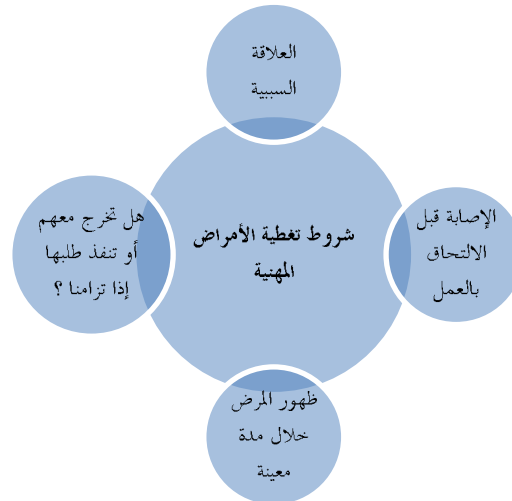 العلاقة
السببية
هل تخرج معهم
أو تنفذ طلبها
إذا تزامنا ؟
شروط تغطية الأمراض
المهنية
الإصابة قبل
الالتحاق
بالعمل
ظهور المرض
خلال مدة
معينة